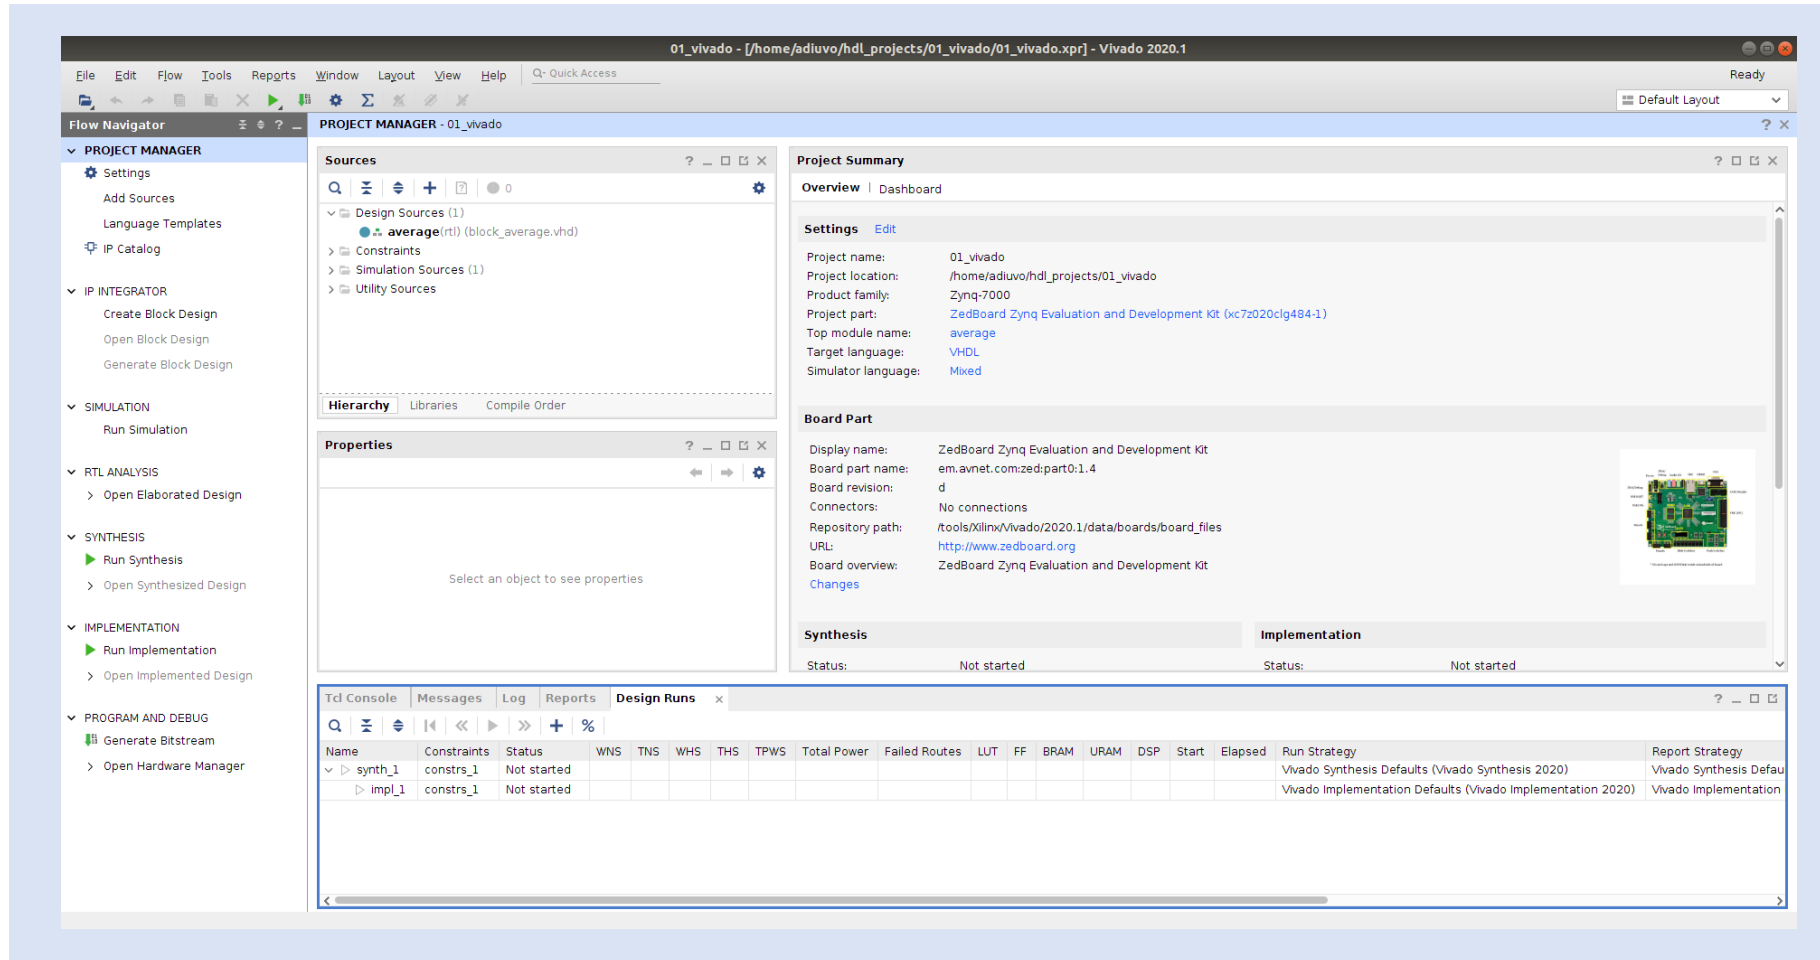 01_vivado - [/home/adiuvo/hdl_projects/01_vivado/01_vivado.xpr] - Vivado 2020.1
File Edit Flow Tools Reports Window Layout View Help Q- Quick Access
Ready
Default Layout
Flow Navigator
PROJECT MANAGER
Settings
Add Sources
Language Templates
IP Catalog
IP INTEGRATOR
Create Block Design
Open Block Design
Generate Block Design
SIMULATION
Run Simulation
RTL ANALYSIS
Open Elaborated Design
SYNTHESIS
Run Synthesis
Open Synthesized Design
IMPLEMENTATION
Run Implementation
Open Implemented Design
PROGRAM AND DEBUG
Generate Bitstream
Open Hardware Manager
PROJECT MANAGER - 01_vivado
Sources
0
Design Sources (1)
average(rtl) (block_average.vhd)
Constraints
Simulation Sources (1)
Utility Sources
Hierarchy Libraries Compile Order
Properties
Select an object to see properties
Project Summary
Overview | Dashboard
Settings Edit
Project name: 01_vivado
Project location: /home/adiuvo/hdl_projects/01_vivado
Product family: Zynq-7000
Project part: ZedBoard Zynq Evaluation and Development Kit (xc7z020clg484-1)
Top module name: average
Target language: VHDL
Simulator language: Mixed
Board Part
Display name: ZedBoard Zynq Evaluation and Development Kit
Board part name: em.avnet.com:zed:part0:1.4
Board revision: d
Connectors: No connections
Repository path: /tools/Xilinx/Vivado/2020.1/data/boards/board_files
URL: http://www.zedboard.org
Board overview: ZedBoard Zynq Evaluation and Development Kit
Changes
Synthesis
Status: Not started
Implementation
Status: Not started
Tcl Console Messages Log Reports Design Runs
Name Constraints Status WNS TNS WHS THS TPWS Total Power Failed Routes LUT FF BRAM URAM DSP Start Elapsed Run Strategy Report Strategy
synth_1 constrs_1 Not started Vivado Synthesis Defaults (Vivado Synthesis 2020) Vivado Synthesis Defau
impl_1 constrs_1 Not started Vivado Implementation Defaults (Vivado Implementation 2020) Vivado Implementation